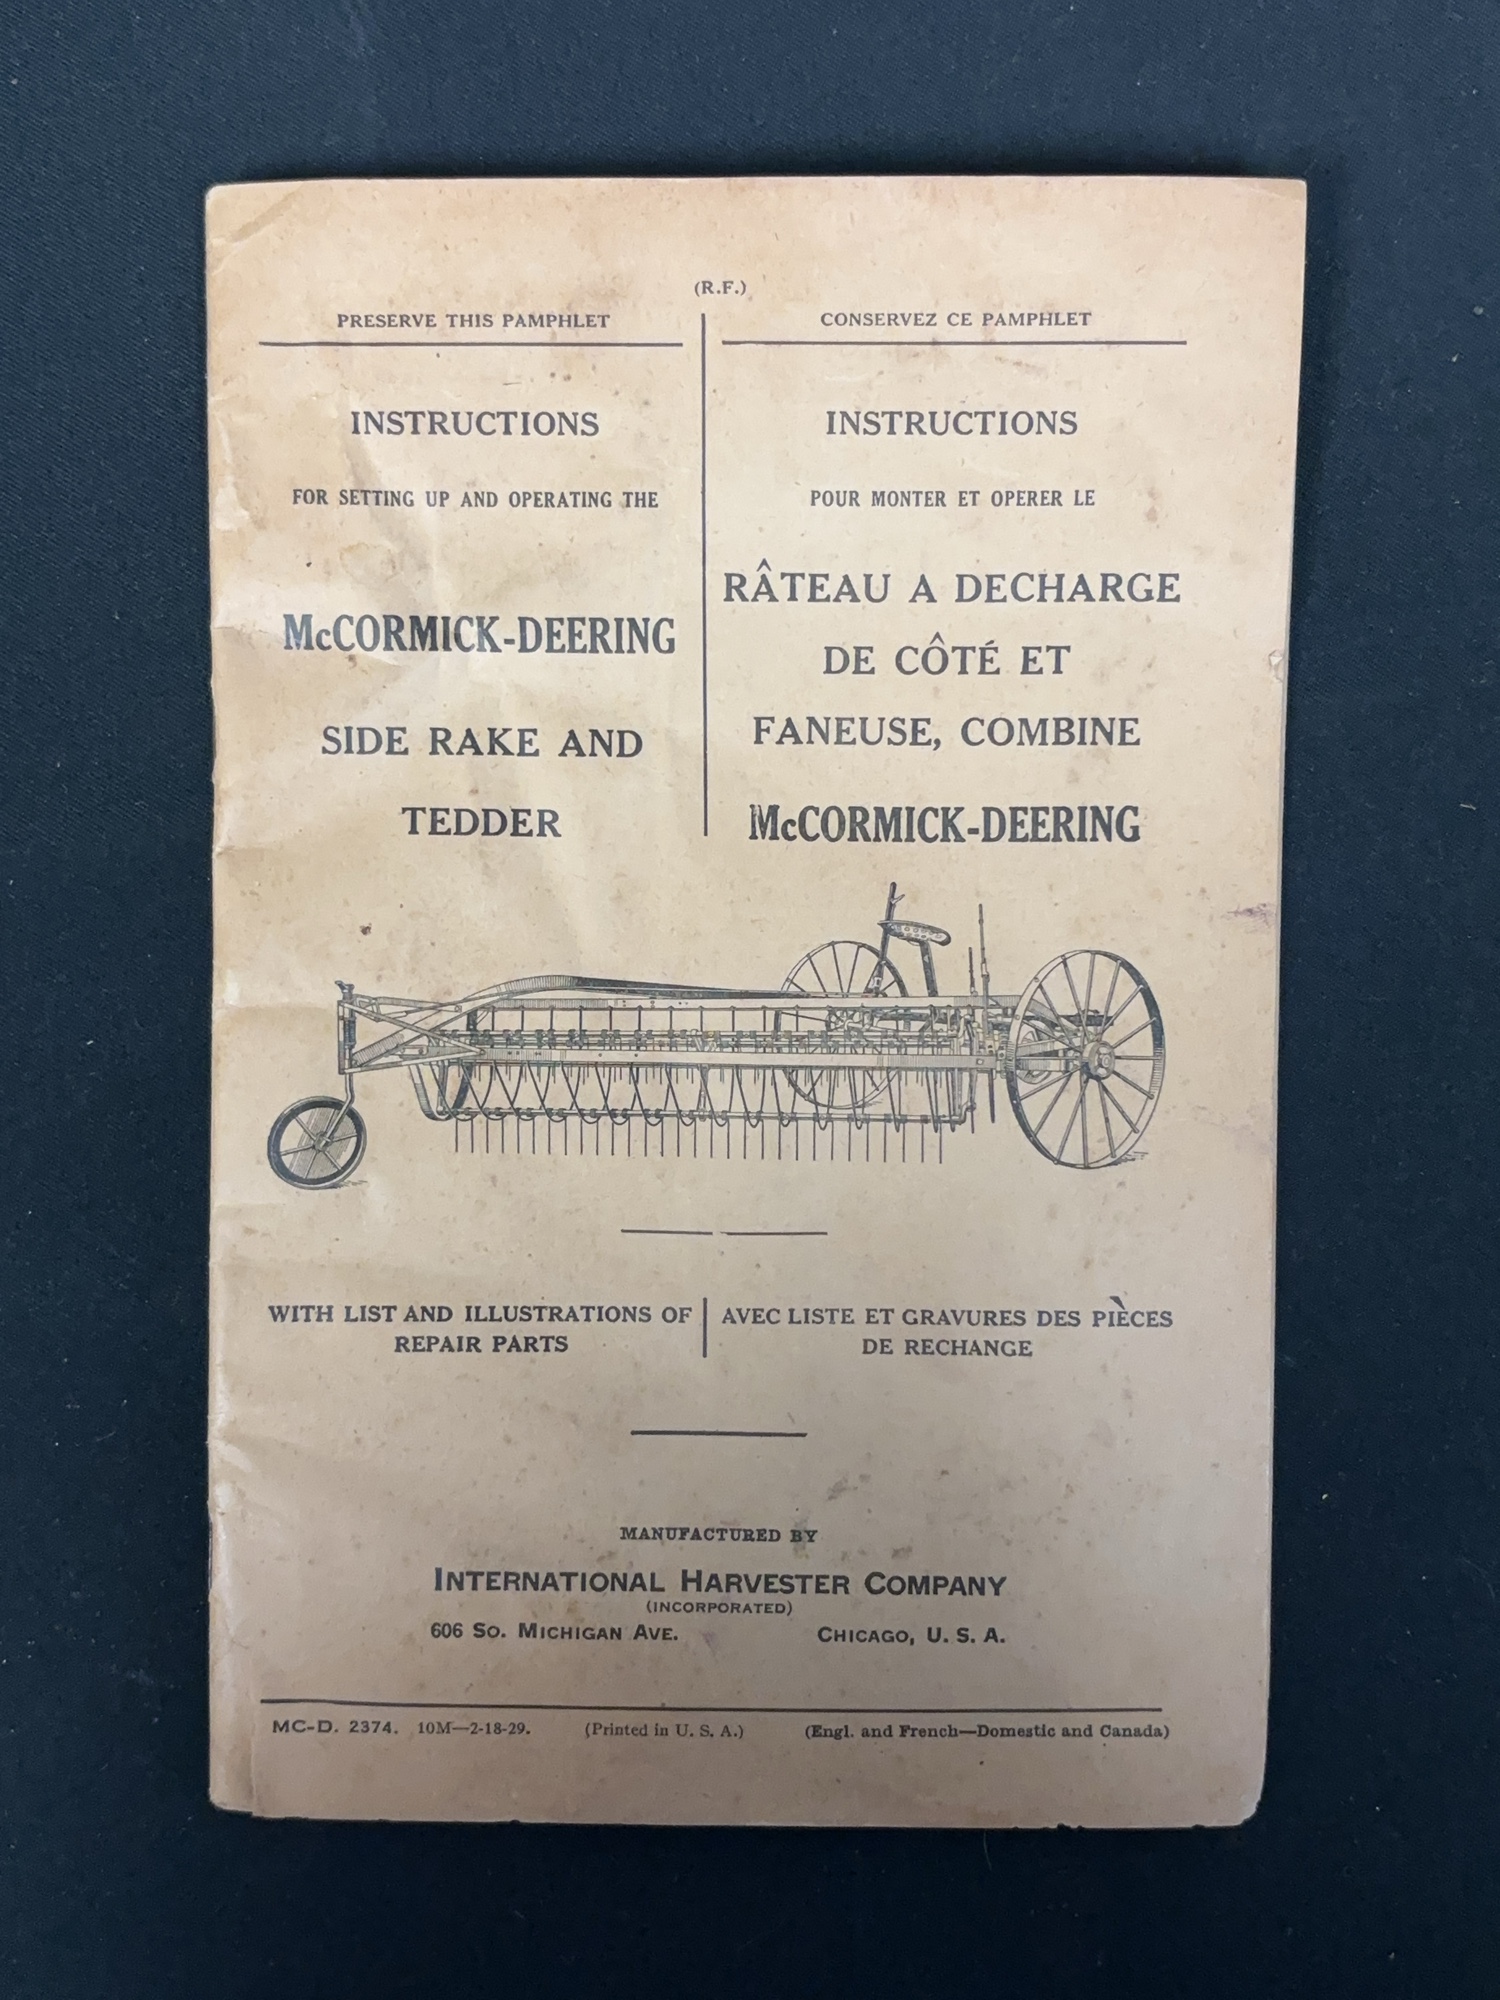 (R.F.)
PRESERVE THIS PAMPHLET
INSTRUCTIONS
FOR SETTING UP AND OPERATING THE
McCORMICK-DEERING
SIDE RAKE AND
TEDDER
CONSERVEZ CE PAMPHLET
INSTRUCTIONS
POUR MONTER ET OPERER LE
RÂTEAU A DECHARGE
DE CÔTÉ ET
FANEUSE, COMBINE
McCORMICK-DEERING
WITH LIST AND ILLUSTRATIONS OF
REPAIR PARTS
AVEC LISTE ET GRAVURES DES PIÈCES
DE RECHANGE
MANUFACTURED BY
INTERNATIONAL HARVESTER COMPANY
(INCORPORATED)
606 SO. MICHIGAN AVE. CHICAGO, U. S. A.
MC-D. 2374. 10M—2-18-29. (Printed in U. S. A.) (Engl. and French—Domestic and Canada)